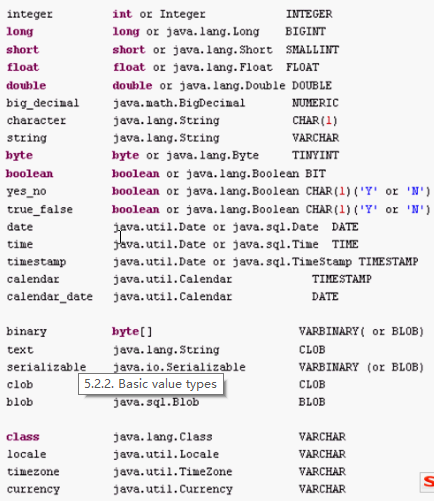 integer int or Integer INTEGER
long long or java.lang.Long BIGINT
short short or java.lang.Short SMALLINT
float float or java.lang.Float FLOAT
double double or java.lang.Double DOUBLE
big_decimal java.math.BigDecimal NUMERIC
character java.lang.String CHAR(1)
string java.lang.String VARCHAR
byte byte or java.lang.Byte TINYINT
boolean boolean or java.lang.Boolean BIT
yes_no boolean or java.lang.Boolean CHAR(1)('Y' or 'N')
true_false boolean or java.lang.Boolean CHAR(1)('Y' or 'N')
date java.util.Date or java.sql.Date DATE
time java.util.Date or java.sql.Time TIME
timestamp java.util.Date or java.sql.TimeStamp TIMESTAMP
calendar java.util.Calendar TIMESTAMP
calendar_date java.util.Calendar DATE
binary byte[] VARBINARY( or BLOB)
text java.lang.String CLOB
serializable java.io.Serializable VARBINARY (or BLOB)
clob CLOB
5.2.2. Basic value types
blob java.sql.Blob BLOB
class java.lang.Class VARCHAR
locale java.util.Locale VARCHAR
timezone java.util.TimeZone VARCHAR
currency java.util.Currency VARCHAR
S